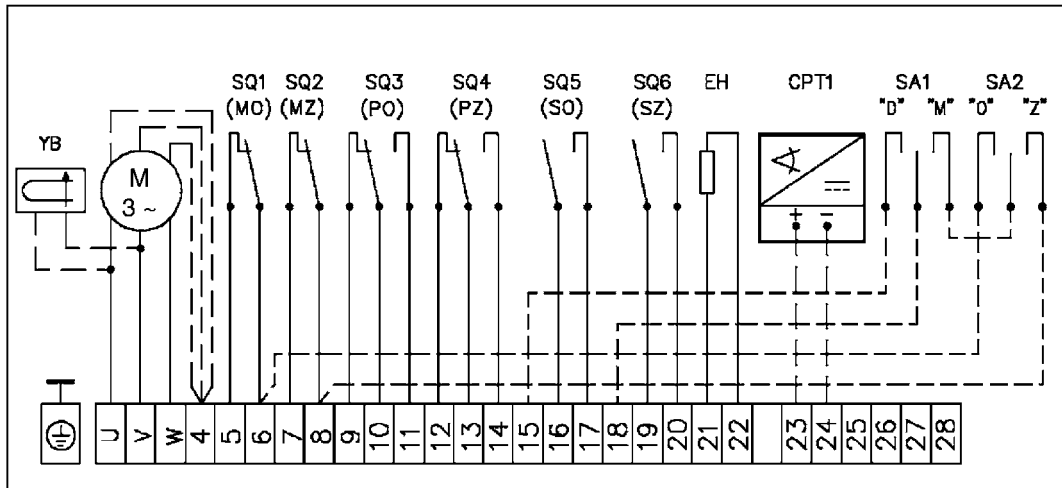 SQ1 SQ2 SQ3 SQ4 SQ5 SQ6 EH CPT1 SA1 SA2
(MO) (MZ) (PO) (PZ) (SO) (SZ) "D" "M" "O" "Z"
YB
M
3 ~
+ −
U V W 4 5 6 7 8 9 10 11 12 13 14 15 16 17 18 19 20 21 22 23 24 25 26 27 28